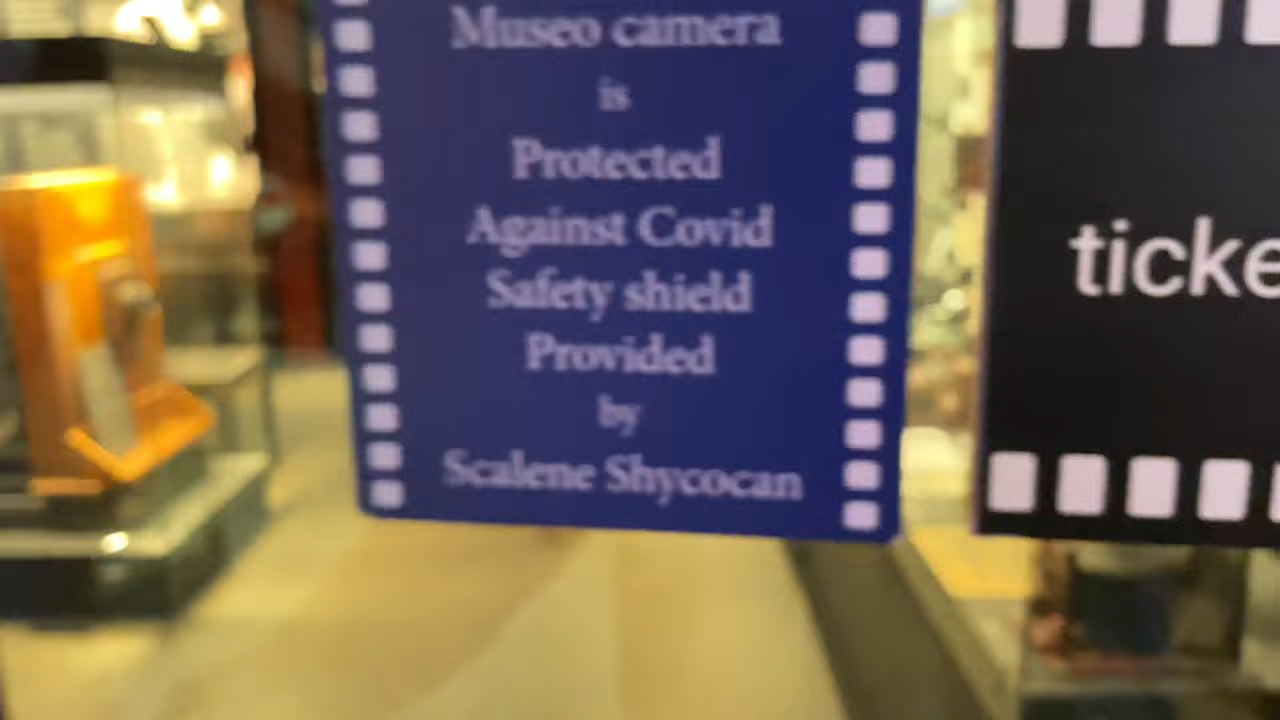 Museo camera
is
Protected
Against Covid
Safety shield
Provided
by
Scalene Shycocan
ticke